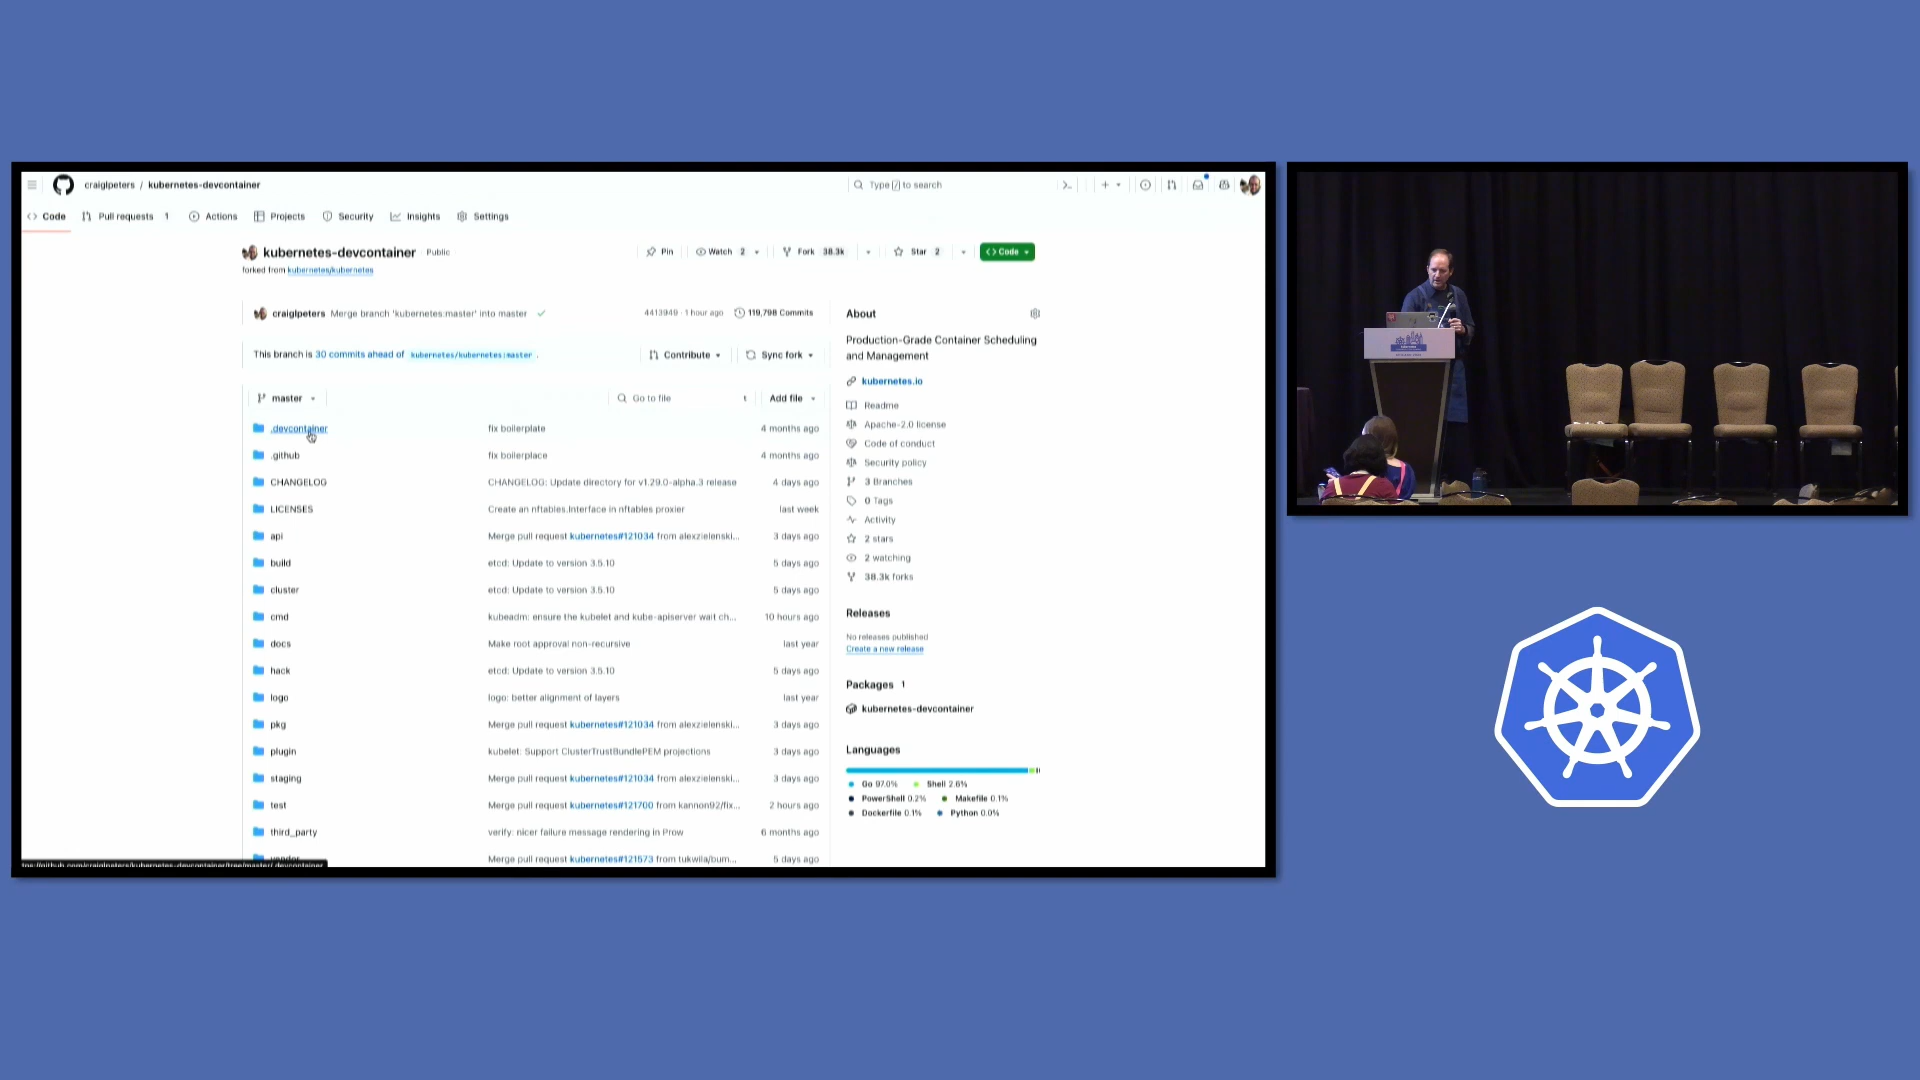 craiglpeters / kubernetes-devcontainer
Type / to search
Code Pull requests 1 Actions Projects Security Insights Settings
kubernetes-devcontainer Public
forked from kubernetes/kubernetes
Pin Watch 2 Fork 38.3k Star 2 Code
craiglpeters Merge branch 'kubernetes:master' into master 4413949 · 1 hour ago 119,798 Commits
This branch is 30 commits ahead of kubernetes/kubernetes:master . Contribute Sync fork
master Go to file t Add file
.devcontainer fix boilerplate 4 months ago
.github fix boilerplace 4 months ago
CHANGELOG CHANGELOG: Update directory for v1.29.0-alpha.3 release 4 days ago
LICENSES Create an nftables.Interface in nftables proxier last week
api Merge pull request kubernetes#121034 from alexzielenski... 3 days ago
build etcd: Update to version 3.5.10 5 days ago
cluster etcd: Update to version 3.5.10 5 days ago
cmd kubeadm: ensure the kubelet and kube-apiserver wait ch... 10 hours ago
docs Make root approval non-recursive last year
hack etcd: Update to version 3.5.10 5 days ago
logo logo: better alignment of layers last year
pkg Merge pull request kubernetes#121034 from alexzielenski... 3 days ago
plugin kubelet: Support ClusterTrustBundlePEM projections 3 days ago
staging Merge pull request kubernetes#121034 from alexzielenski... 3 days ago
test Merge pull request kubernetes#121700 from kannon92/fix... 2 hours ago
third_party verify: nicer failure message rendering in Prow 6 months ago
vendor Merge pull request kubernetes#121573 from tukwila/bum... 5 days ago
About
Production-Grade Container Scheduling
and Management
kubernetes.io
Readme
Apache-2.0 license
Code of conduct
Security policy
3 Branches
0 Tags
Activity
2 stars
2 watching
38.3k forks
Releases
No releases published
Create a new release
Packages 1
kubernetes-devcontainer
Languages
Go 97.0% Shell 2.6%
PowerShell 0.2% Makefile 0.1%
Dockerfile 0.1% Python 0.0%